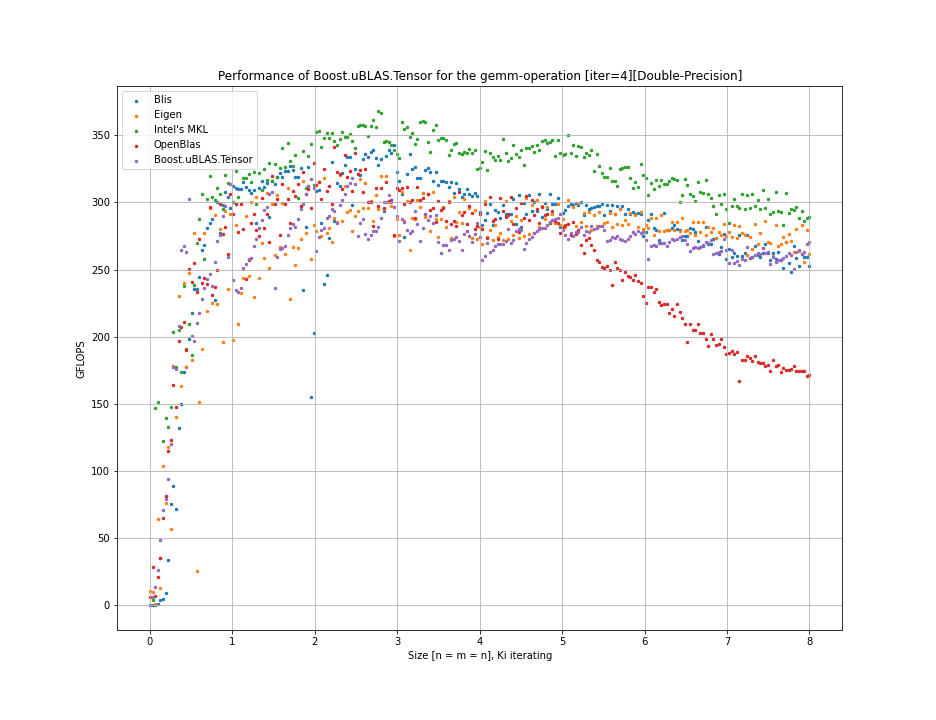 Performance of Boost.uBLAS.Tensor for the gemm-operation [iter=4][Double-Precision]
Blis
Eigen
Intel's MKL
OpenBlas
Boost.uBLAS.Tensor
GFLOPS
350
300
250
200
150
100
50
0
0 1 2 3 4 5 6 7 8
Size [n = m = n], Ki iterating